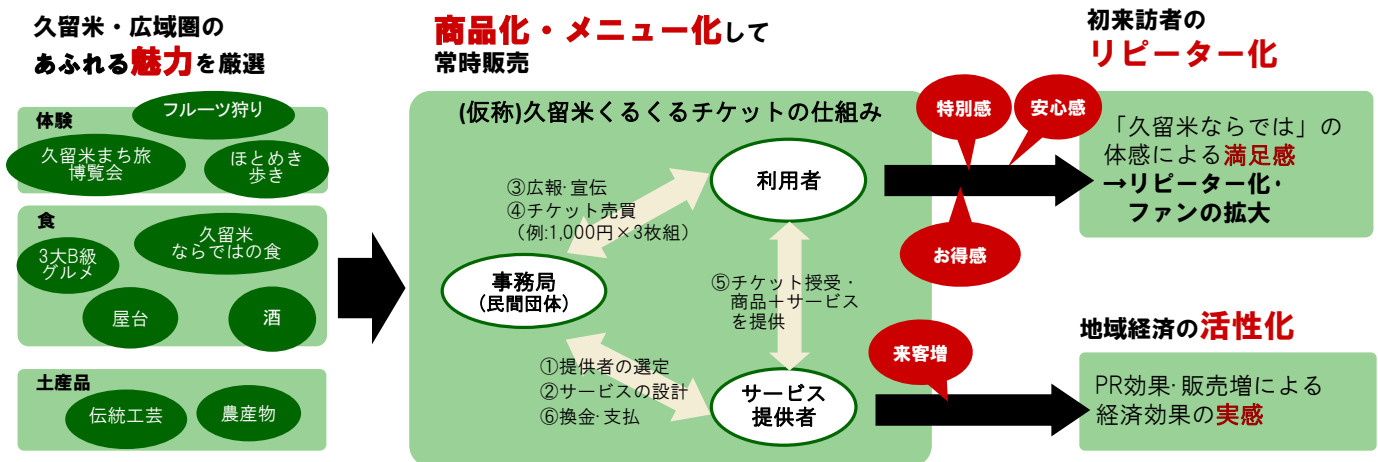 久留米・広域圏の
あふれる魅力を厳選
体験
フルーツ狩り
久留米まち旅
博覧会
ほとめき
歩き
食
久留米
ならではの食
3大B級
グルメ
屋台
酒
土産品
伝統工芸
農産物
商品化・メニュー化して
常時販売
(仮称)久留米くるくるチケットの仕組み
利用者
③広報･宣伝
④チケット売買
（例:1,000円×3枚組）
事務局
（民間団体）
⑤チケット授受・
商品＋サービス
を提供
①提供者の選定
②サービスの設計
⑥換金･支払
サービス
提供者
特別感
安心感
お得感
来客増
初来訪者の
リピーター化
「久留米ならでは」の
体感による満足感
→リピーター化･
ファンの拡大
地域経済の活性化
PR効果･販売増による
経済効果の実感